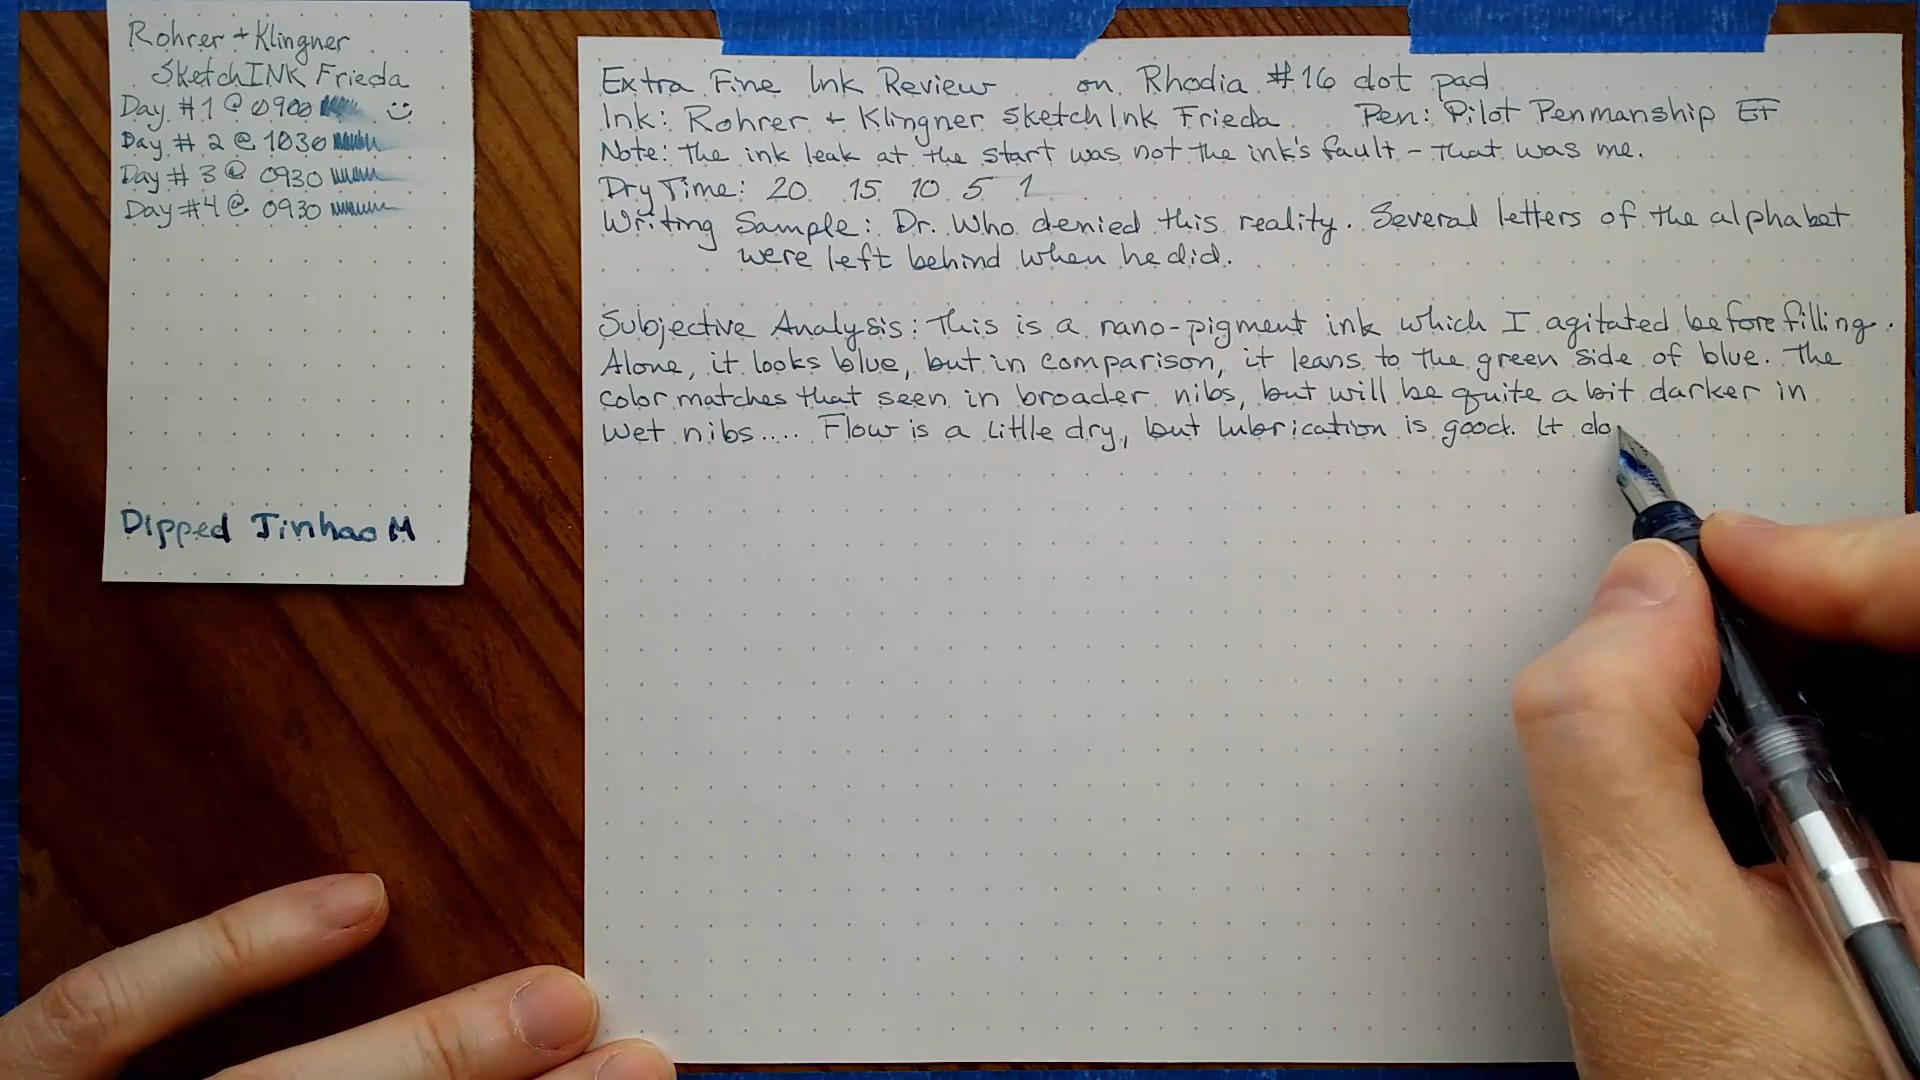 Rohrer + Klingner
SketchINK Frieda
Day #1 @ 0900
Day #2 @ 1030
Day #3 @ 0930
Day #4 @ 0930
Dipped Jinhao M
Extra Fine Ink Review on Rhodia #16 dot pad
Ink: Rohrer + Klingner SketchInk Frieda Pen: Pilot Penmanship EF
Note: The ink leak at the start was not the ink's fault - that was me.
Dry Time: 20 15 10 5 1
Writing Sample: Dr. Who denied this reality. Several letters of the alphabet
were left behind when he did.
Subjective Analysis: This is a nano-pigment ink which I agitated before filling.
Alone, it looks blue, but in comparison, it leans to the green side of blue. The
color matches that seen in broader nibs, but will be quite a bit darker in
wet nibs.... Flow is a little dry, but lubrication is good. It do